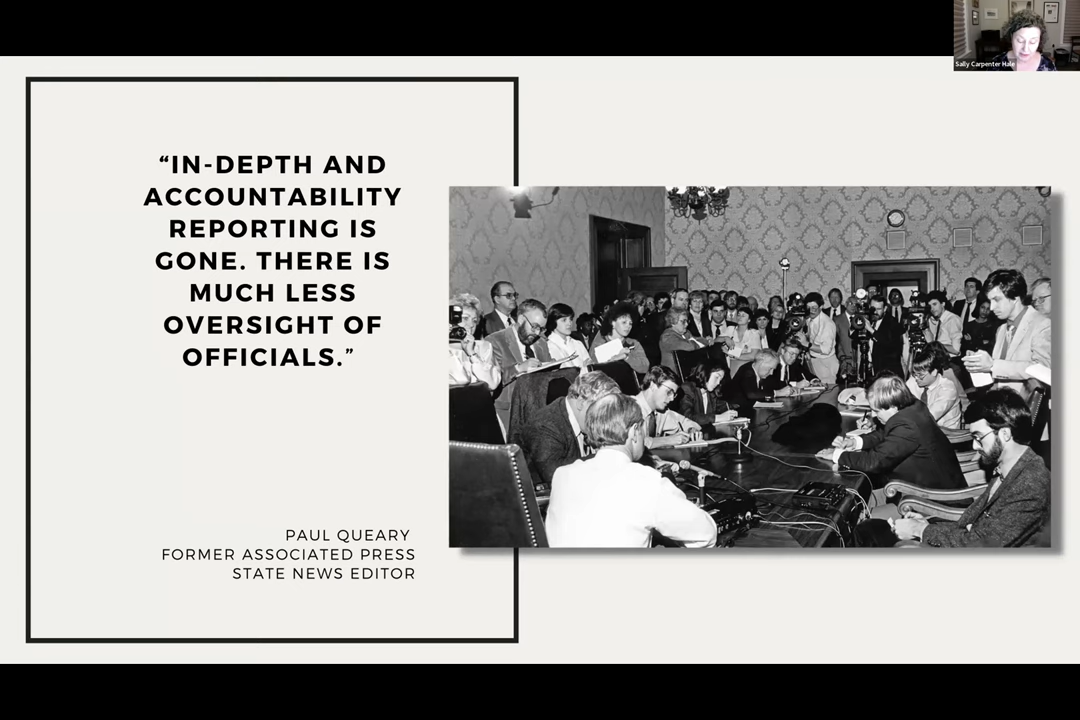 Sally Carpenter Hale
“IN-DEPTH AND
ACCOUNTABILITY
REPORTING IS
GONE. THERE IS
MUCH LESS
OVERSIGHT OF
OFFICIALS.”
PAUL QUEARY
FORMER ASSOCIATED PRESS
STATE NEWS EDITOR